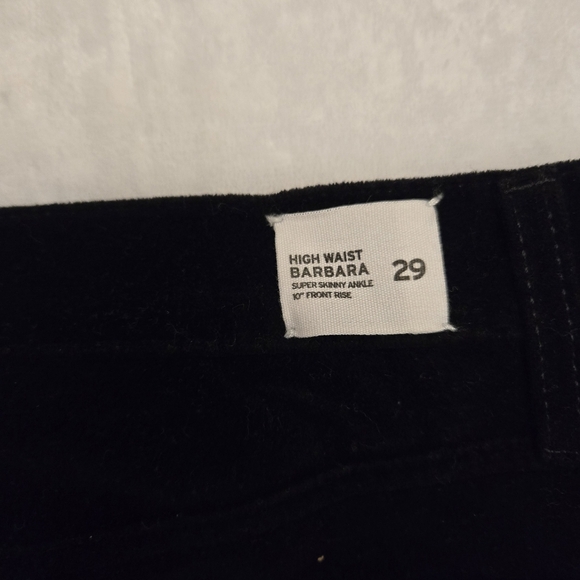 HIGH WAIST
BARBARA 29
SUPER SKINNY ANKLE
10" FRONT RISE